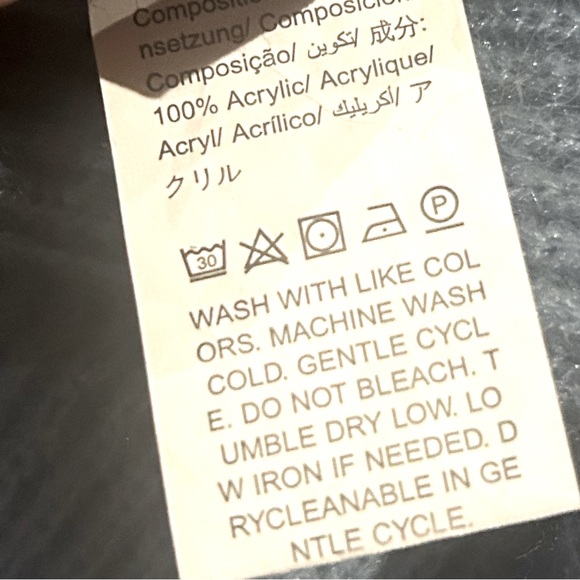 Compositio
nsetzung/ Composición
Composição/ تكوين/ 成分:
100% Acrylic/ Acrylique/
Acryl/ Acrílico/ أكريليك/ ア
クリル
30 P
WASH WITH LIKE COL
ORS. MACHINE WASH
COLD. GENTLE CYCL
E. DO NOT BLEACH. T
UMBLE DRY LOW. LO
W IRON IF NEEDED. D
RYCLEANABLE IN GE
NTLE CYCLE.